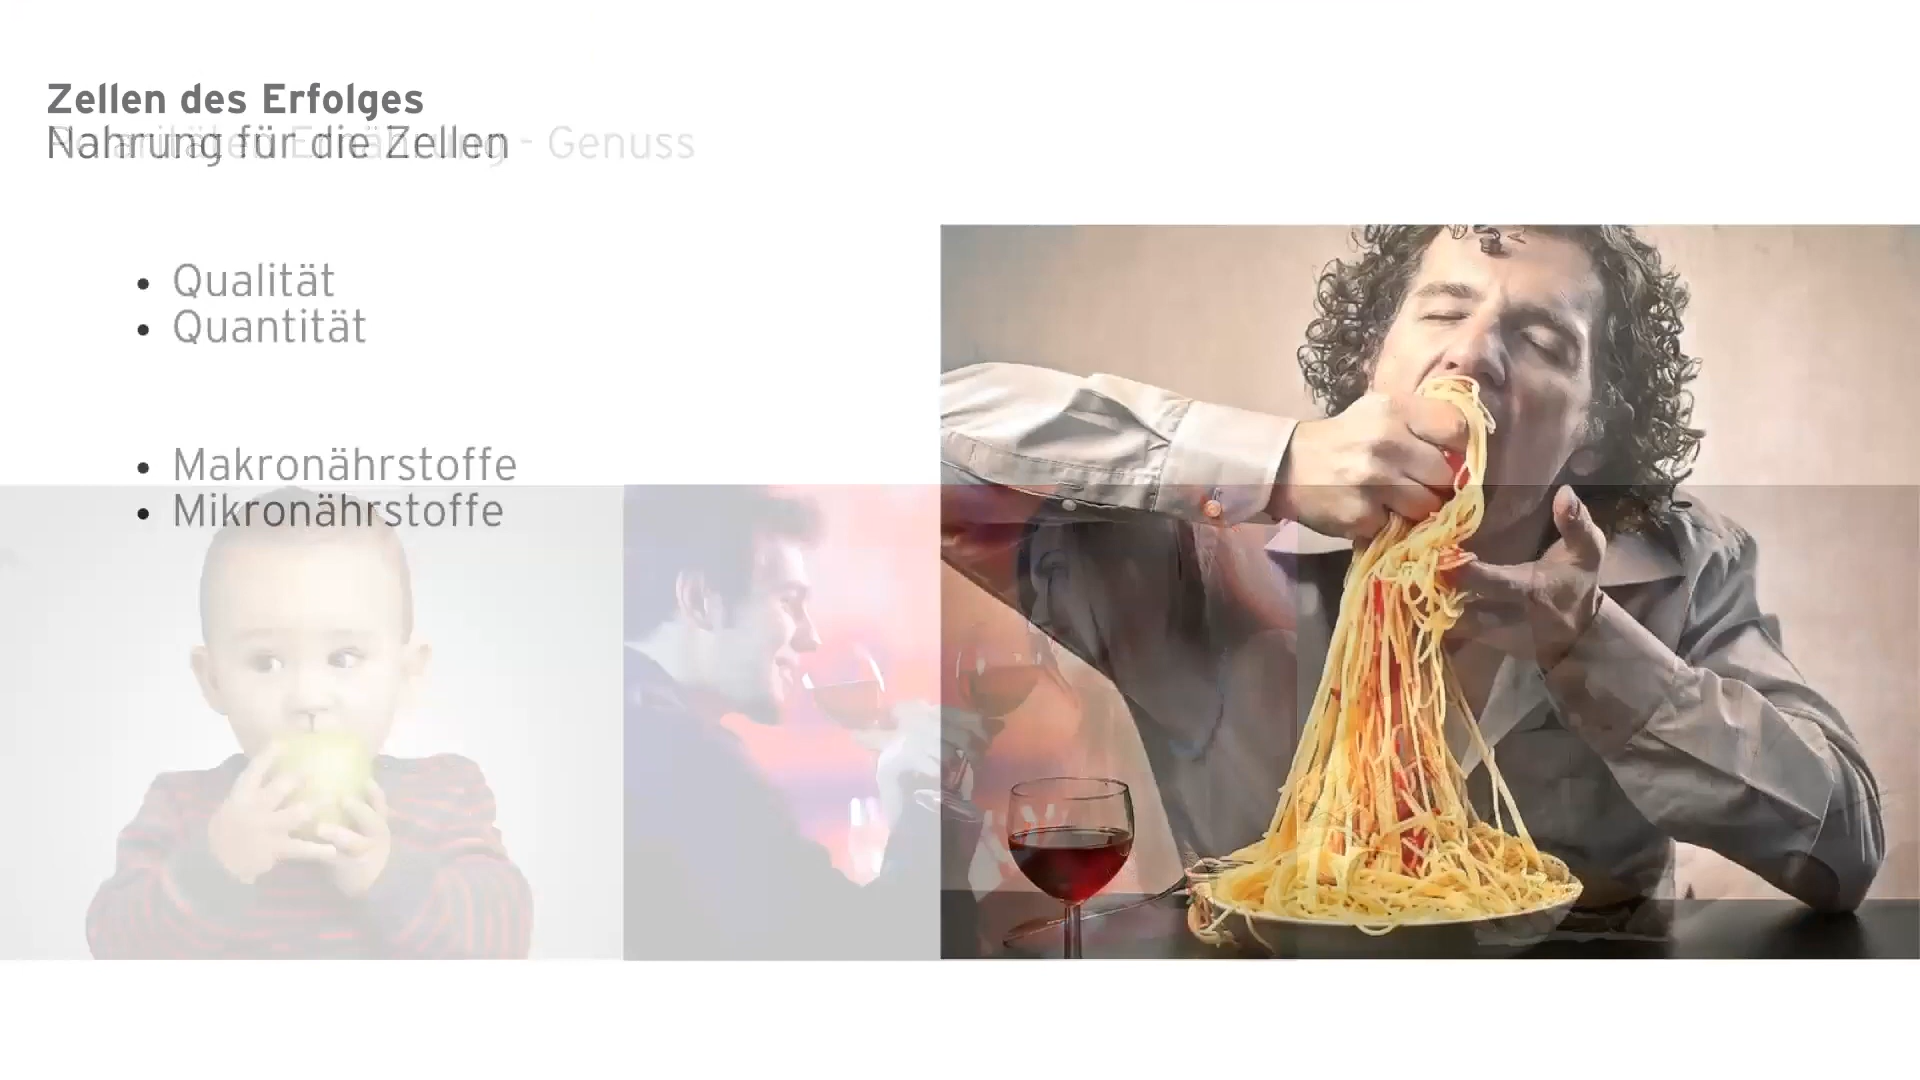 Zellen des Erfolges
Nahrung für die Zellen
- Genuss
• Qualität
• Quantität
• Makronährstoffe
• Mikronährstoffe